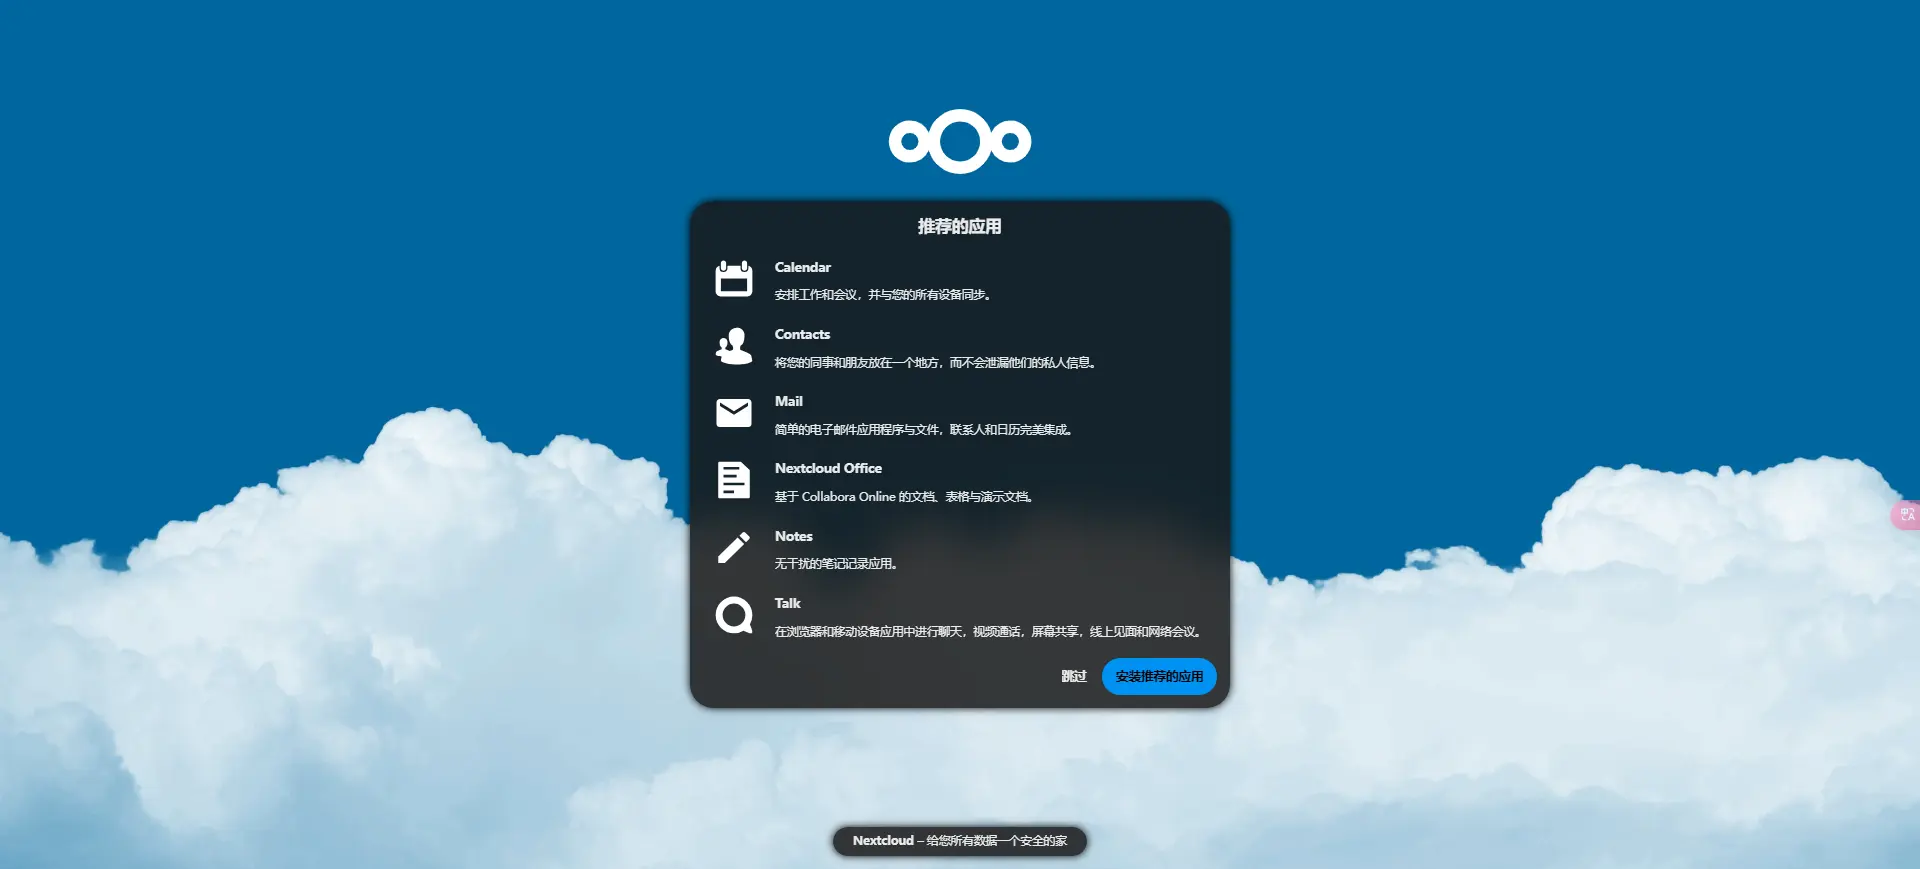 推荐的应用
Calendar
安排工作和会议，并与您的所有设备同步。
Contacts
将您的同事和朋友放在一个地方，而不会泄漏他们的私人信息。
Mail
简单的电子邮件应用程序与文件，联系人和日历完美集成。
Nextcloud Office
基于 Collabora Online 的文档、表格与演示文档。
Notes
无干扰的笔记记录应用。
Talk
在浏览器和移动设备应用中进行聊天，视频通话，屏幕共享，线上见面和网络会议。
跳过 安装推荐的应用
Nextcloud – 给您所有数据一个安全的家